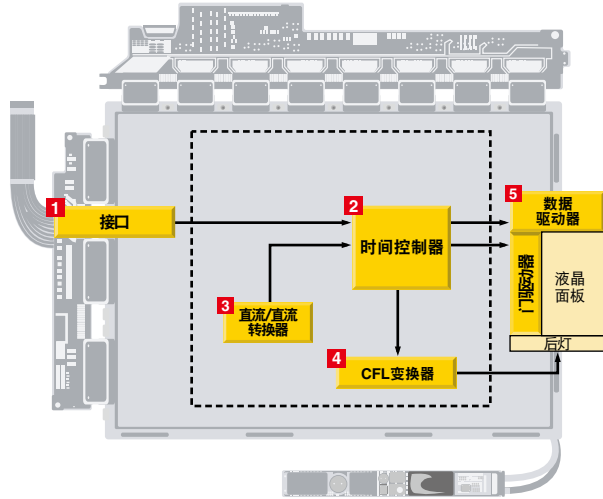 1
接口
2
时间控制器
3
直流/直流
转换器
4
CFL变换器
5
数据
驱动器
门驱动器
液晶
面板
后灯